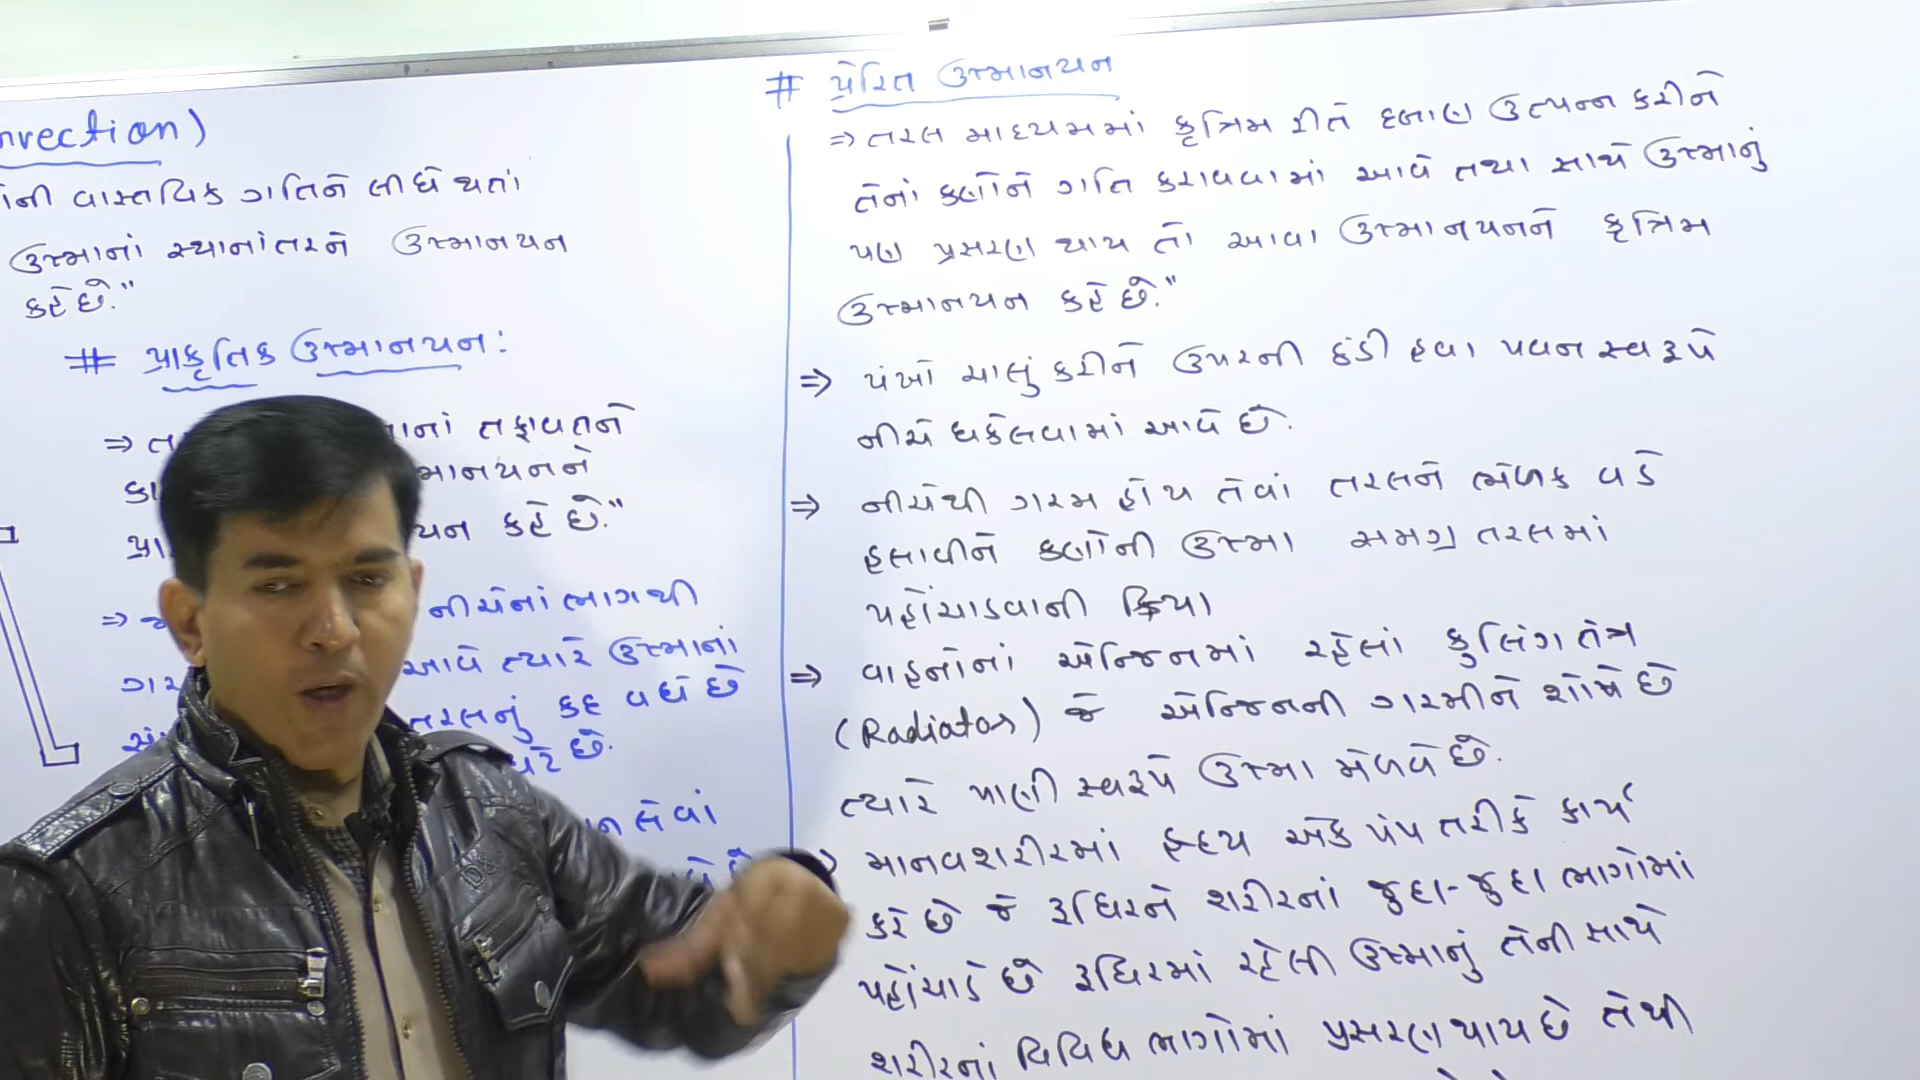 nvection)
ની વાસ્તવિક ગતિને લીધે થતાં
ઉષ્માનાં સ્થાનાંતરને ઉષ્માનયન
કહે છે."
# પ્રાકૃતિક ઉષ્માનયન:
⇒ ત નાં તફાવતને
કા માનયનને
પ્રા યન કહે છે."
⇒ નીચેનાં ભાગથી
ગર આવે ત્યારે ઉષ્માનાં
તરલનું કદ વધે છે
ઘટે છે.
# પ્રેરિત ઉષ્માનયન
⇒ તરલ માધ્યમમાં કૃત્રિમ રીતે દબાણ ઉત્પન્ન કરીને
તેનાં કણોને ગતિ કરાવવામાં આવે તથા સાથે ઉષ્માનું
પણ પ્રસરણ થાય તો આવા ઉષ્માનયનને કૃત્રિમ
ઉષ્માનયન કહે છે."
⇒ પંખો ચાલું કરીને ઉપરની ઠંડી હવા પવન સ્વરૂપે
નીચે ધકેલવામાં આવે છે.
⇒ નીચેથી ગરમ હોય તેવાં તરલને ભેળક વડે
હલાવીને કણોની ઉષ્મા સમગ્ર તરલમાં
પહોંચાડવાની ક્રિયા
⇒ વાહનોનાં એન્જિનમાં રહેલાં કુલિંગ તંત્ર
(Radiator) જે એન્જિનની ગરમીને શોષે છે
ત્યારે પાણી સ્વરૂપે ઉષ્મા મેળવે છે.
માનવશરીરમાં હૃદય એક પંપ તરીકે કાર્ય
કરે છે જે રૂધિરને શરીરનાં જુદા-જુદા ભાગોમાં
પહોંચાડે છે રૂધિરમાં રહેલી ઉષ્માનું તેની સાથે
શરીરનાં વિવિધ ભાગોમાં પ્રસરણ થાય છે તેથી